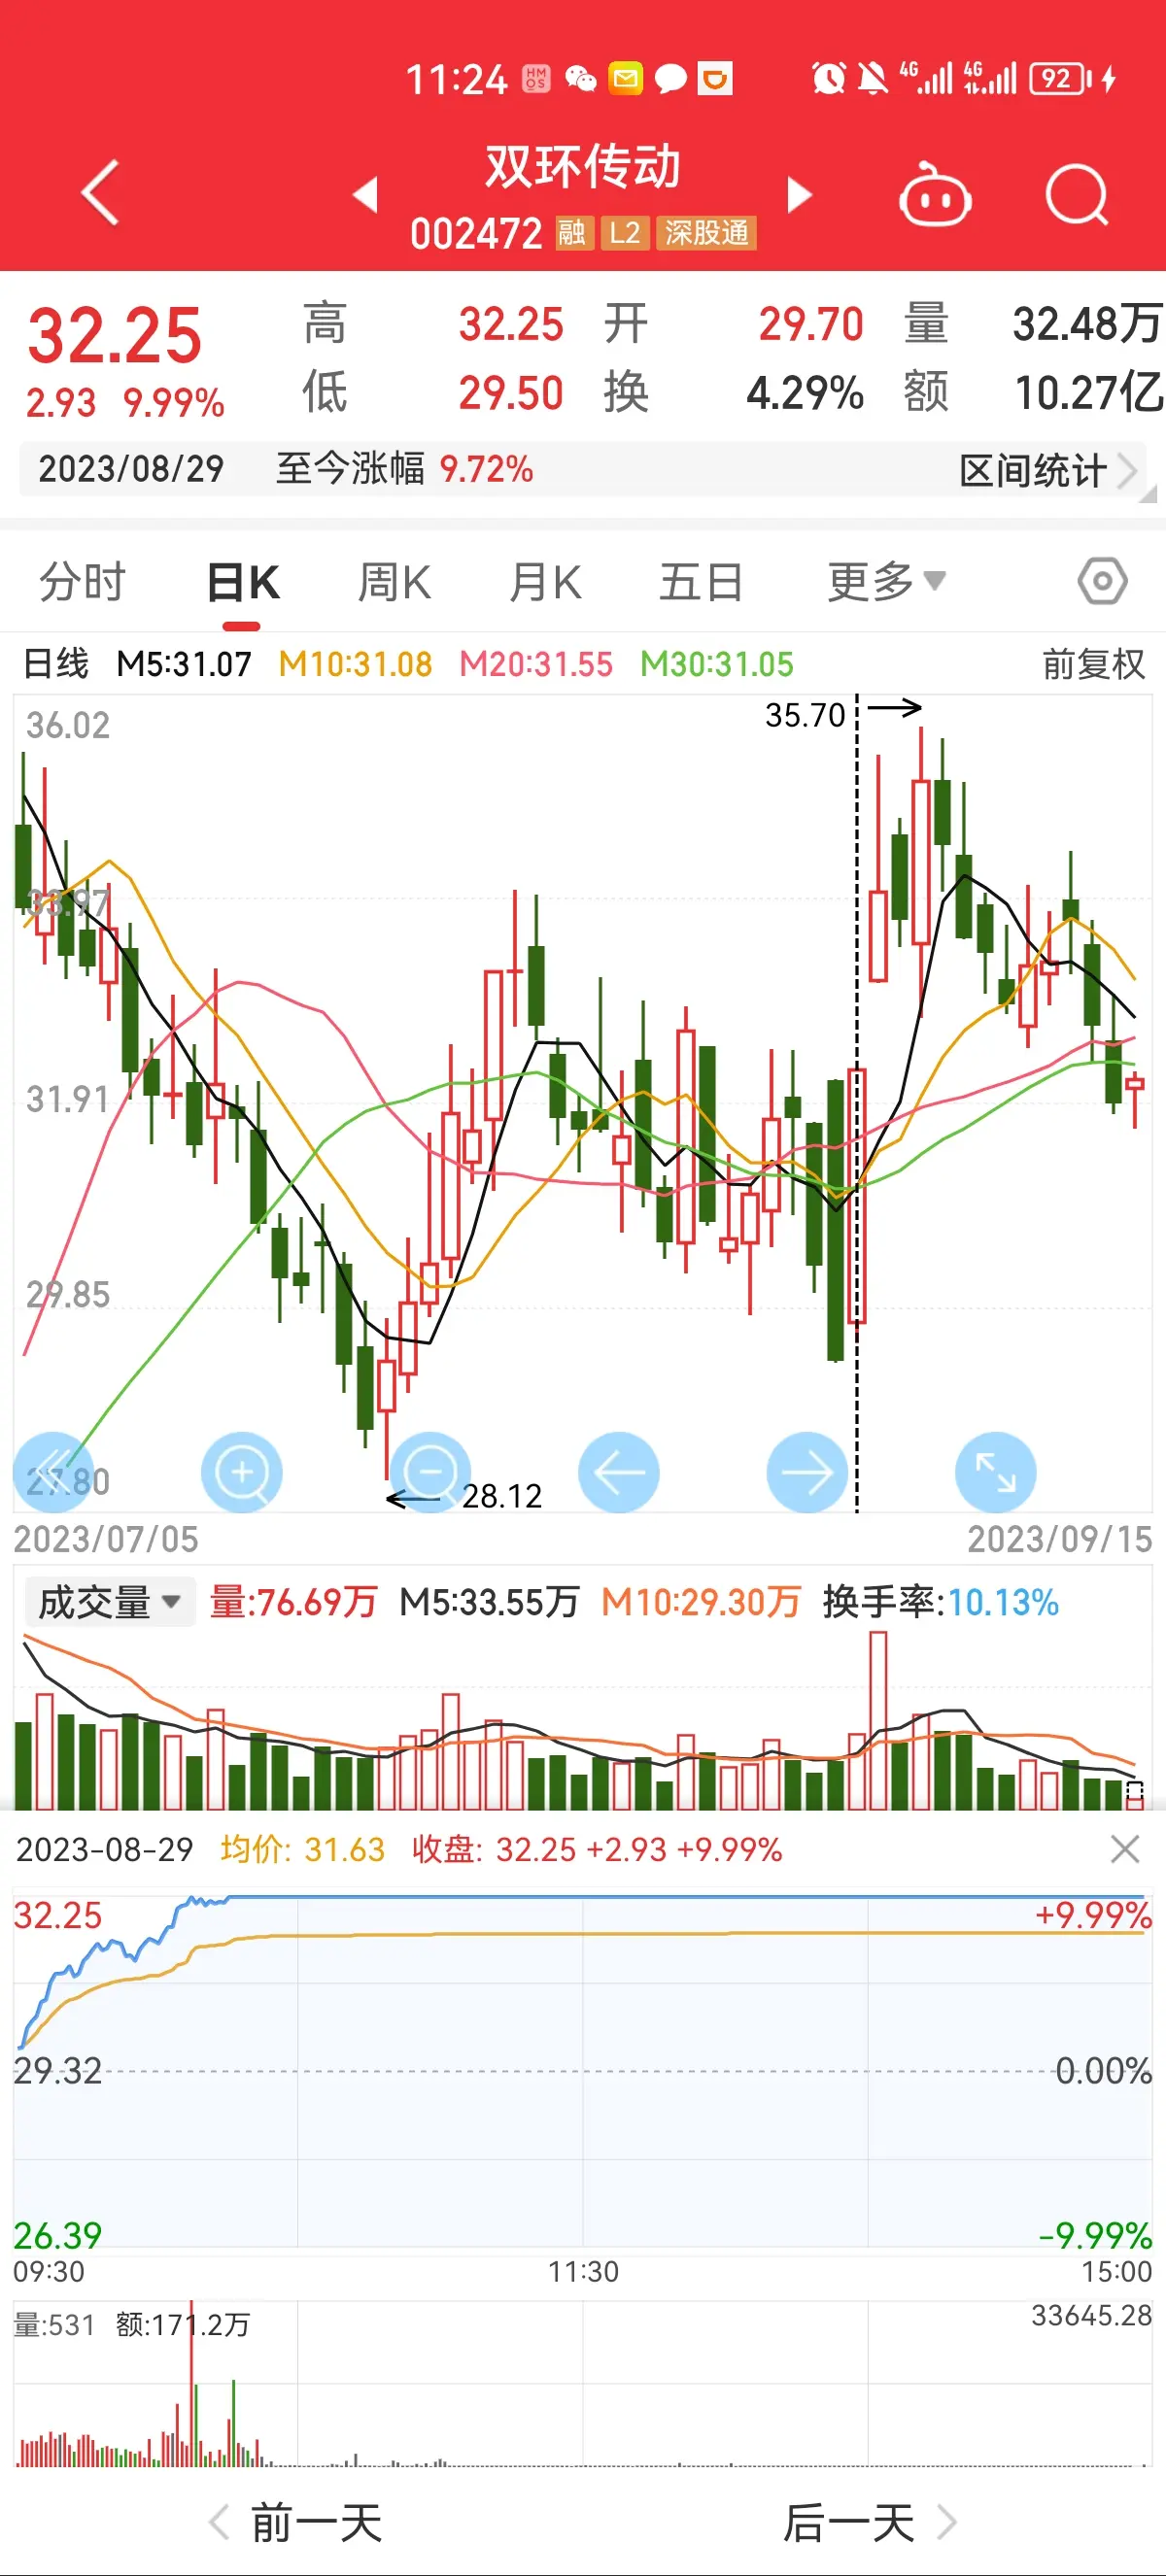 11:24 HM OS 4G 4G 92
双环传动
002472 融 L2 深股通
32.25 高 32.25 开 29.70 量 32.48万
2.93 9.99% 低 29.50 换 4.29% 额 10.27亿
2023/08/29 至今涨幅 9.72% 区间统计
分时 日K 周K 月K 五日 更多
日线 M5:31.07 M10:31.08 M20:31.55 M30:31.05 前复权
36.02
35.70
33.97
31.91
29.85
27.80
28.12
2023/07/05 2023/09/15
成交量 量:76.69万 M5:33.55万 M10:29.30万 换手率:10.13%
2023-08-29 均价: 31.63 收盘: 32.25 +2.93 +9.99%
32.25 +9.99%
29.32 0.00%
26.39 -9.99%
09:30 11:30 15:00
量:531 额:171.2万 33645.28
前一天 后一天